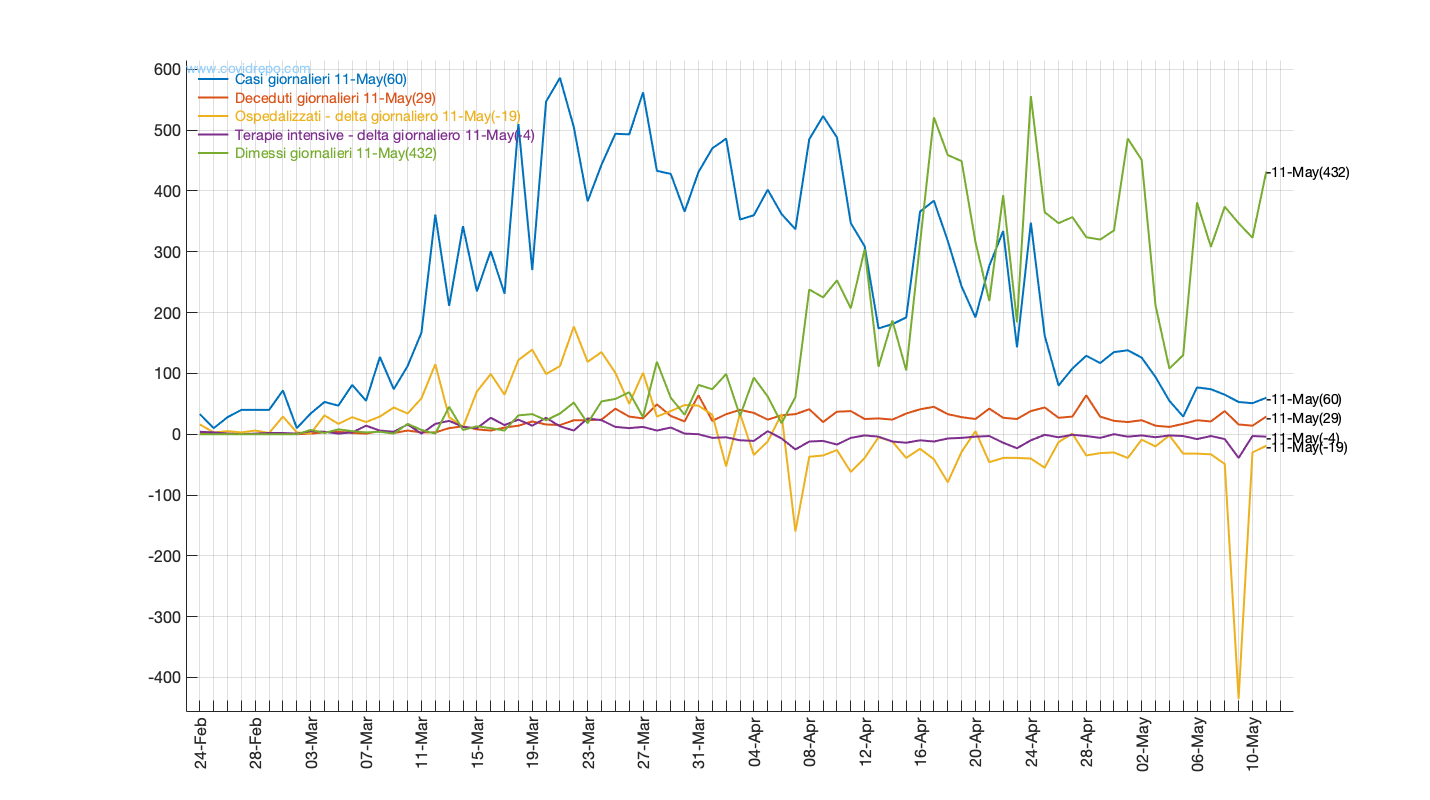 www.covidrepo.com
Casi giornalieri 11-May(60)
Deceduti giornalieri 11-May(29)
Ospedalizzati - delta giornaliero 11-May(-19)
Terapie intensive - delta giornaliero 11-May(-4)
Dimessi giornalieri 11-May(432)
600
500
400
300
200
100
0
-100
-200
-300
-400
-11-May(432)
-11-May(60)
-11-May(29)
-11-May(-4)
-11-May(-19)
24-Feb
28-Feb
03-Mar
07-Mar
11-Mar
15-Mar
19-Mar
23-Mar
27-Mar
31-Mar
04-Apr
08-Apr
12-Apr
16-Apr
20-Apr
24-Apr
28-Apr
02-May
06-May
10-May